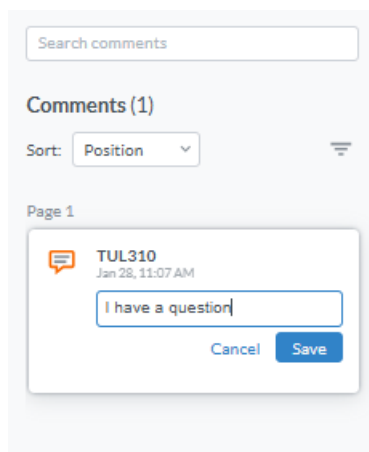 Search comments
Comments (1)
Sort: Position
Page 1
TUL310
Jan 28, 11:07 AM
I have a question
Cancel Save